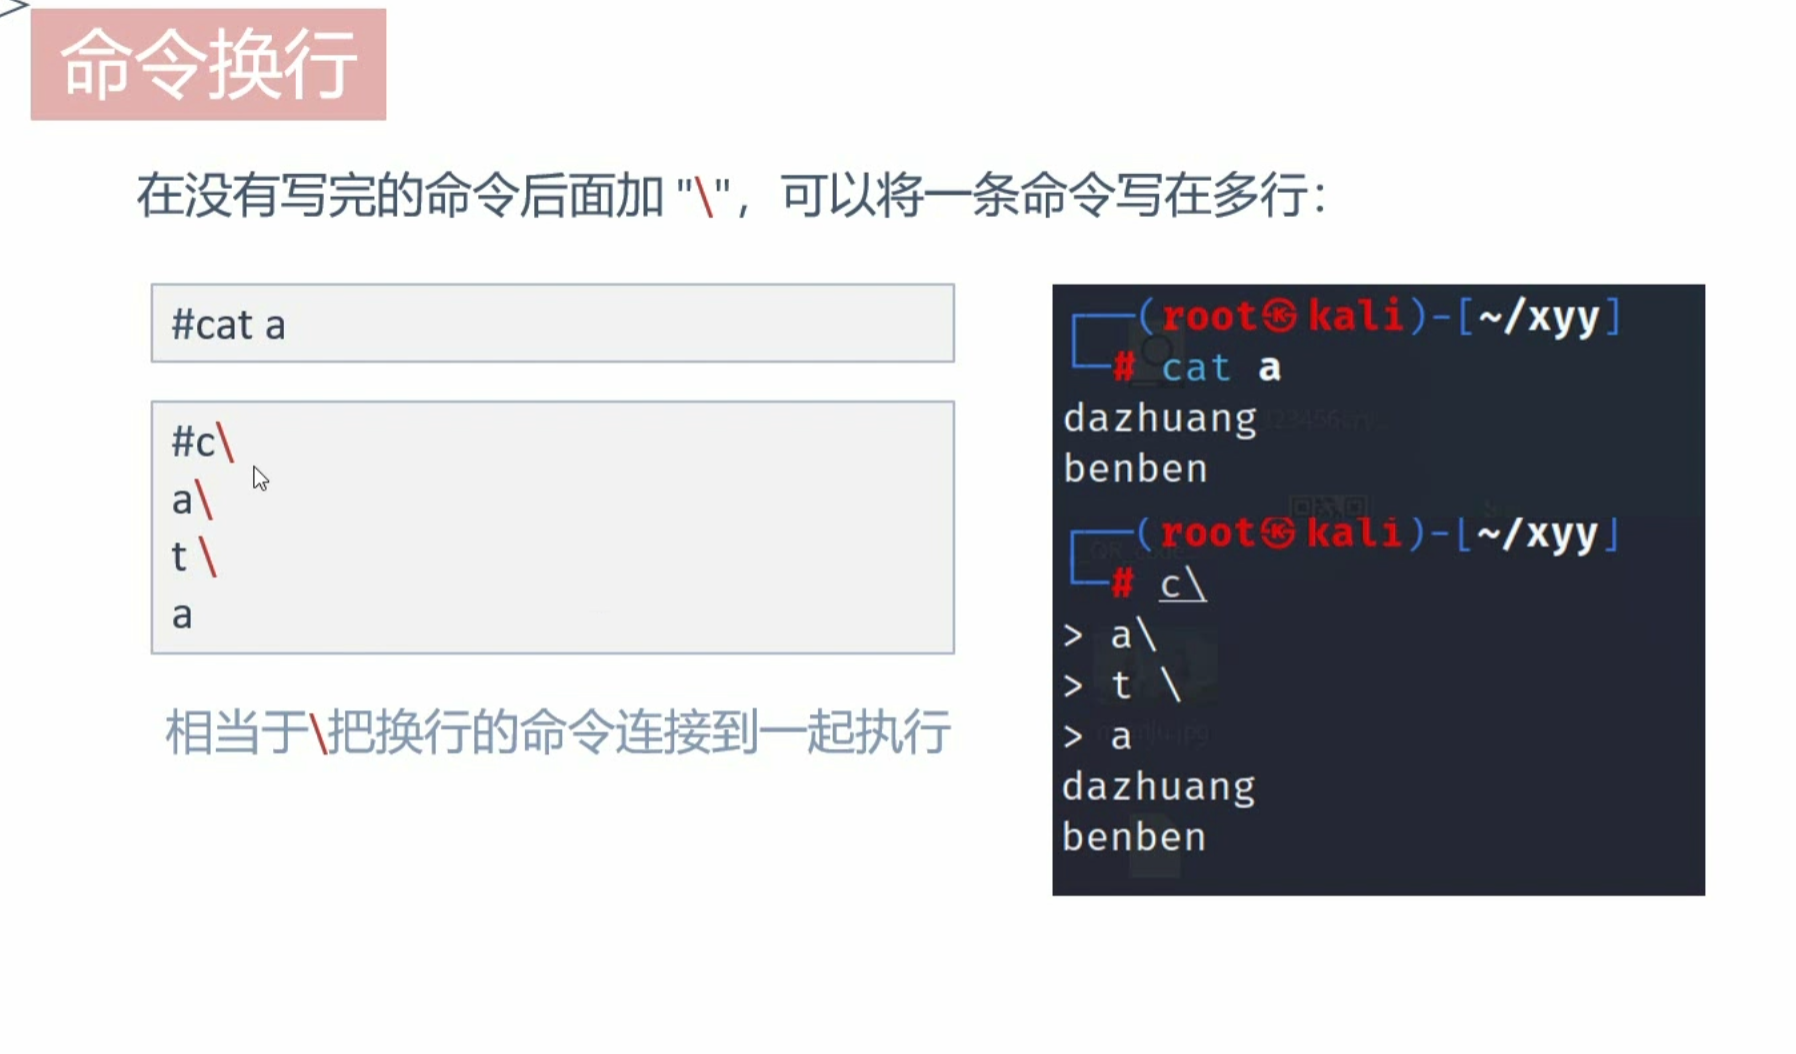 命令换行
在没有写完的命令后面加 "\"，可以将一条命令写在多行：
#cat a
#c\
a\
t \
a
相当于\把换行的命令连接到一起执行
┌──(root㉿kali)-[~/xyy]
└─# cat a
dazhuang
benben
┌──(root㉿kali)-[~/xyy]
└─# c\
> a\
> t \
> a
dazhuang
benben